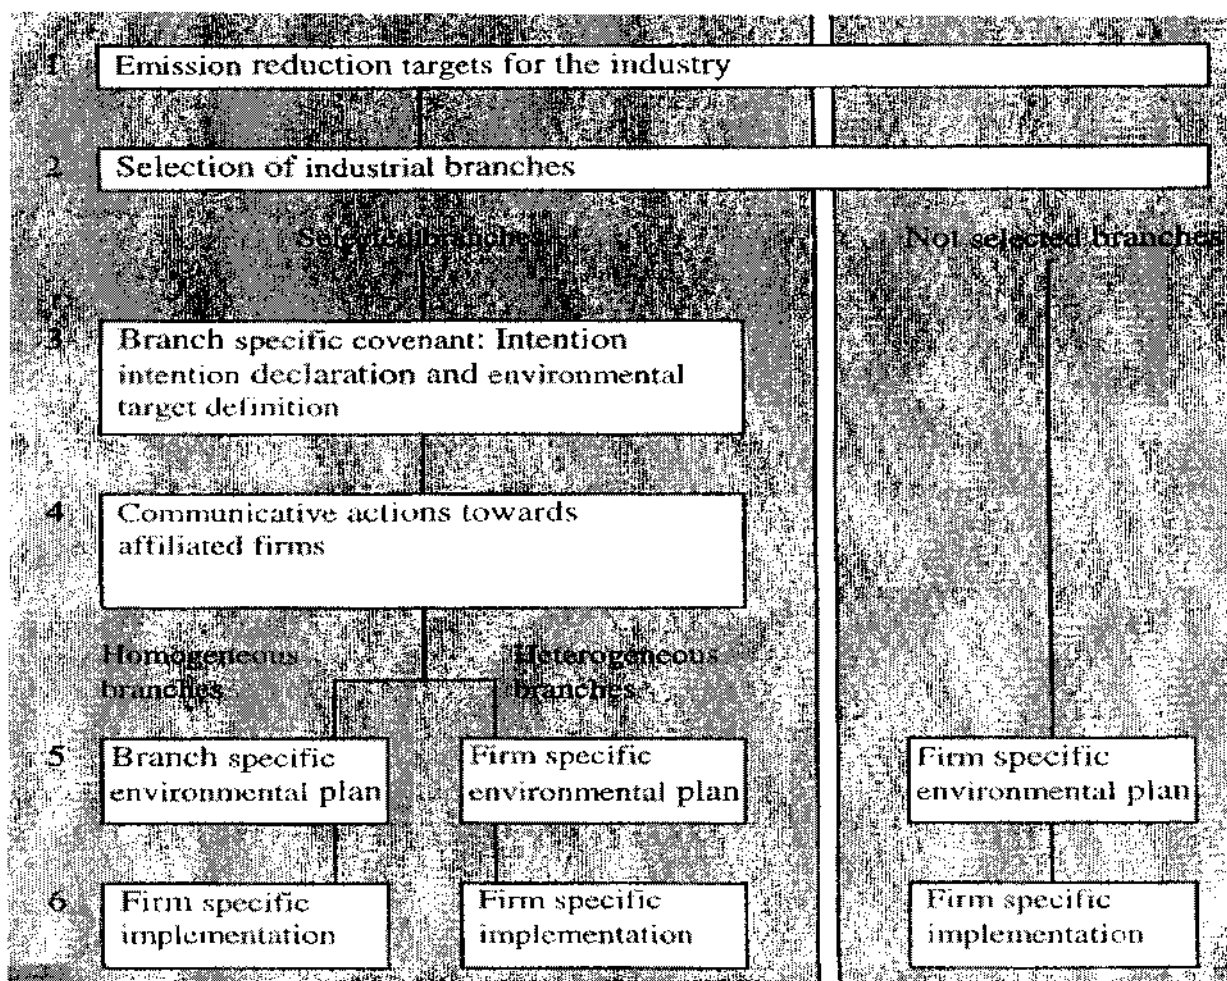 1 Emission reduction targets for the industry
2 Selection of industrial branches
Selected branches
Not selected branches
3 Branch specific covenant: Intention
intention declaration and environmental
target definition
4 Communicative actions towards
affiliated firms
Homogeneous
branches
Heterogeneous
branches
5 Branch specific
environmental plan
Firm specific
environmental plan
Firm specific
environmental plan
6 Firm specific
implementation
Firm specific
implementation
Firm specific
implementation